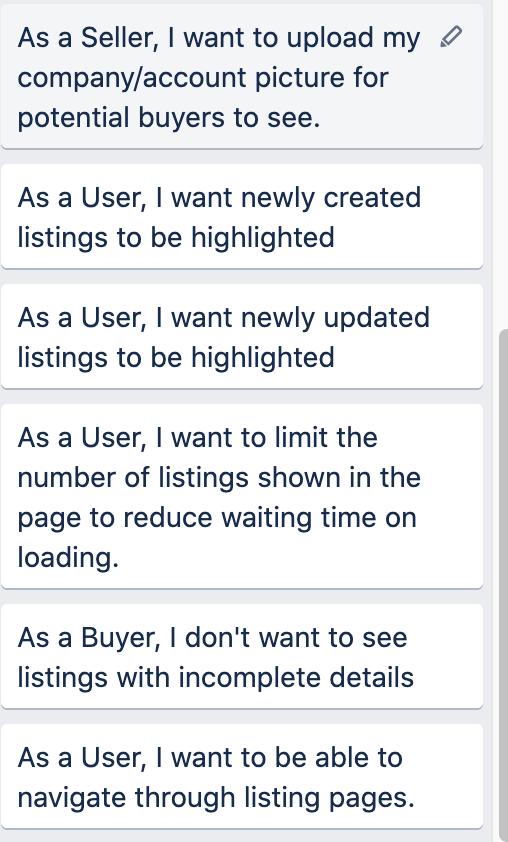 As a Seller, I want to upload my
company/account picture for
potential buyers to see.
As a User, I want newly created
listings to be highlighted
As a User, I want newly updated
listings to be highlighted
As a User, I want to limit the
number of listings shown in the
page to reduce waiting time on
loading.
As a Buyer, I don't want to see
listings with incomplete details
As a User, I want to be able to
navigate through listing pages.